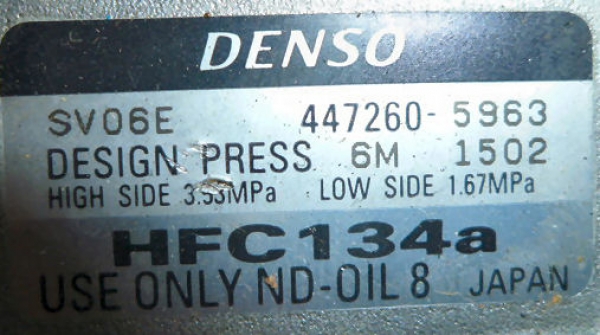 DENSO
SV06E 447260-5963
DESIGN PRESS 6M 1502
HIGH SIDE 3.53MPa LOW SIDE 1.67MPa
HFC134a
USE ONLY ND-OIL 8 JAPAN